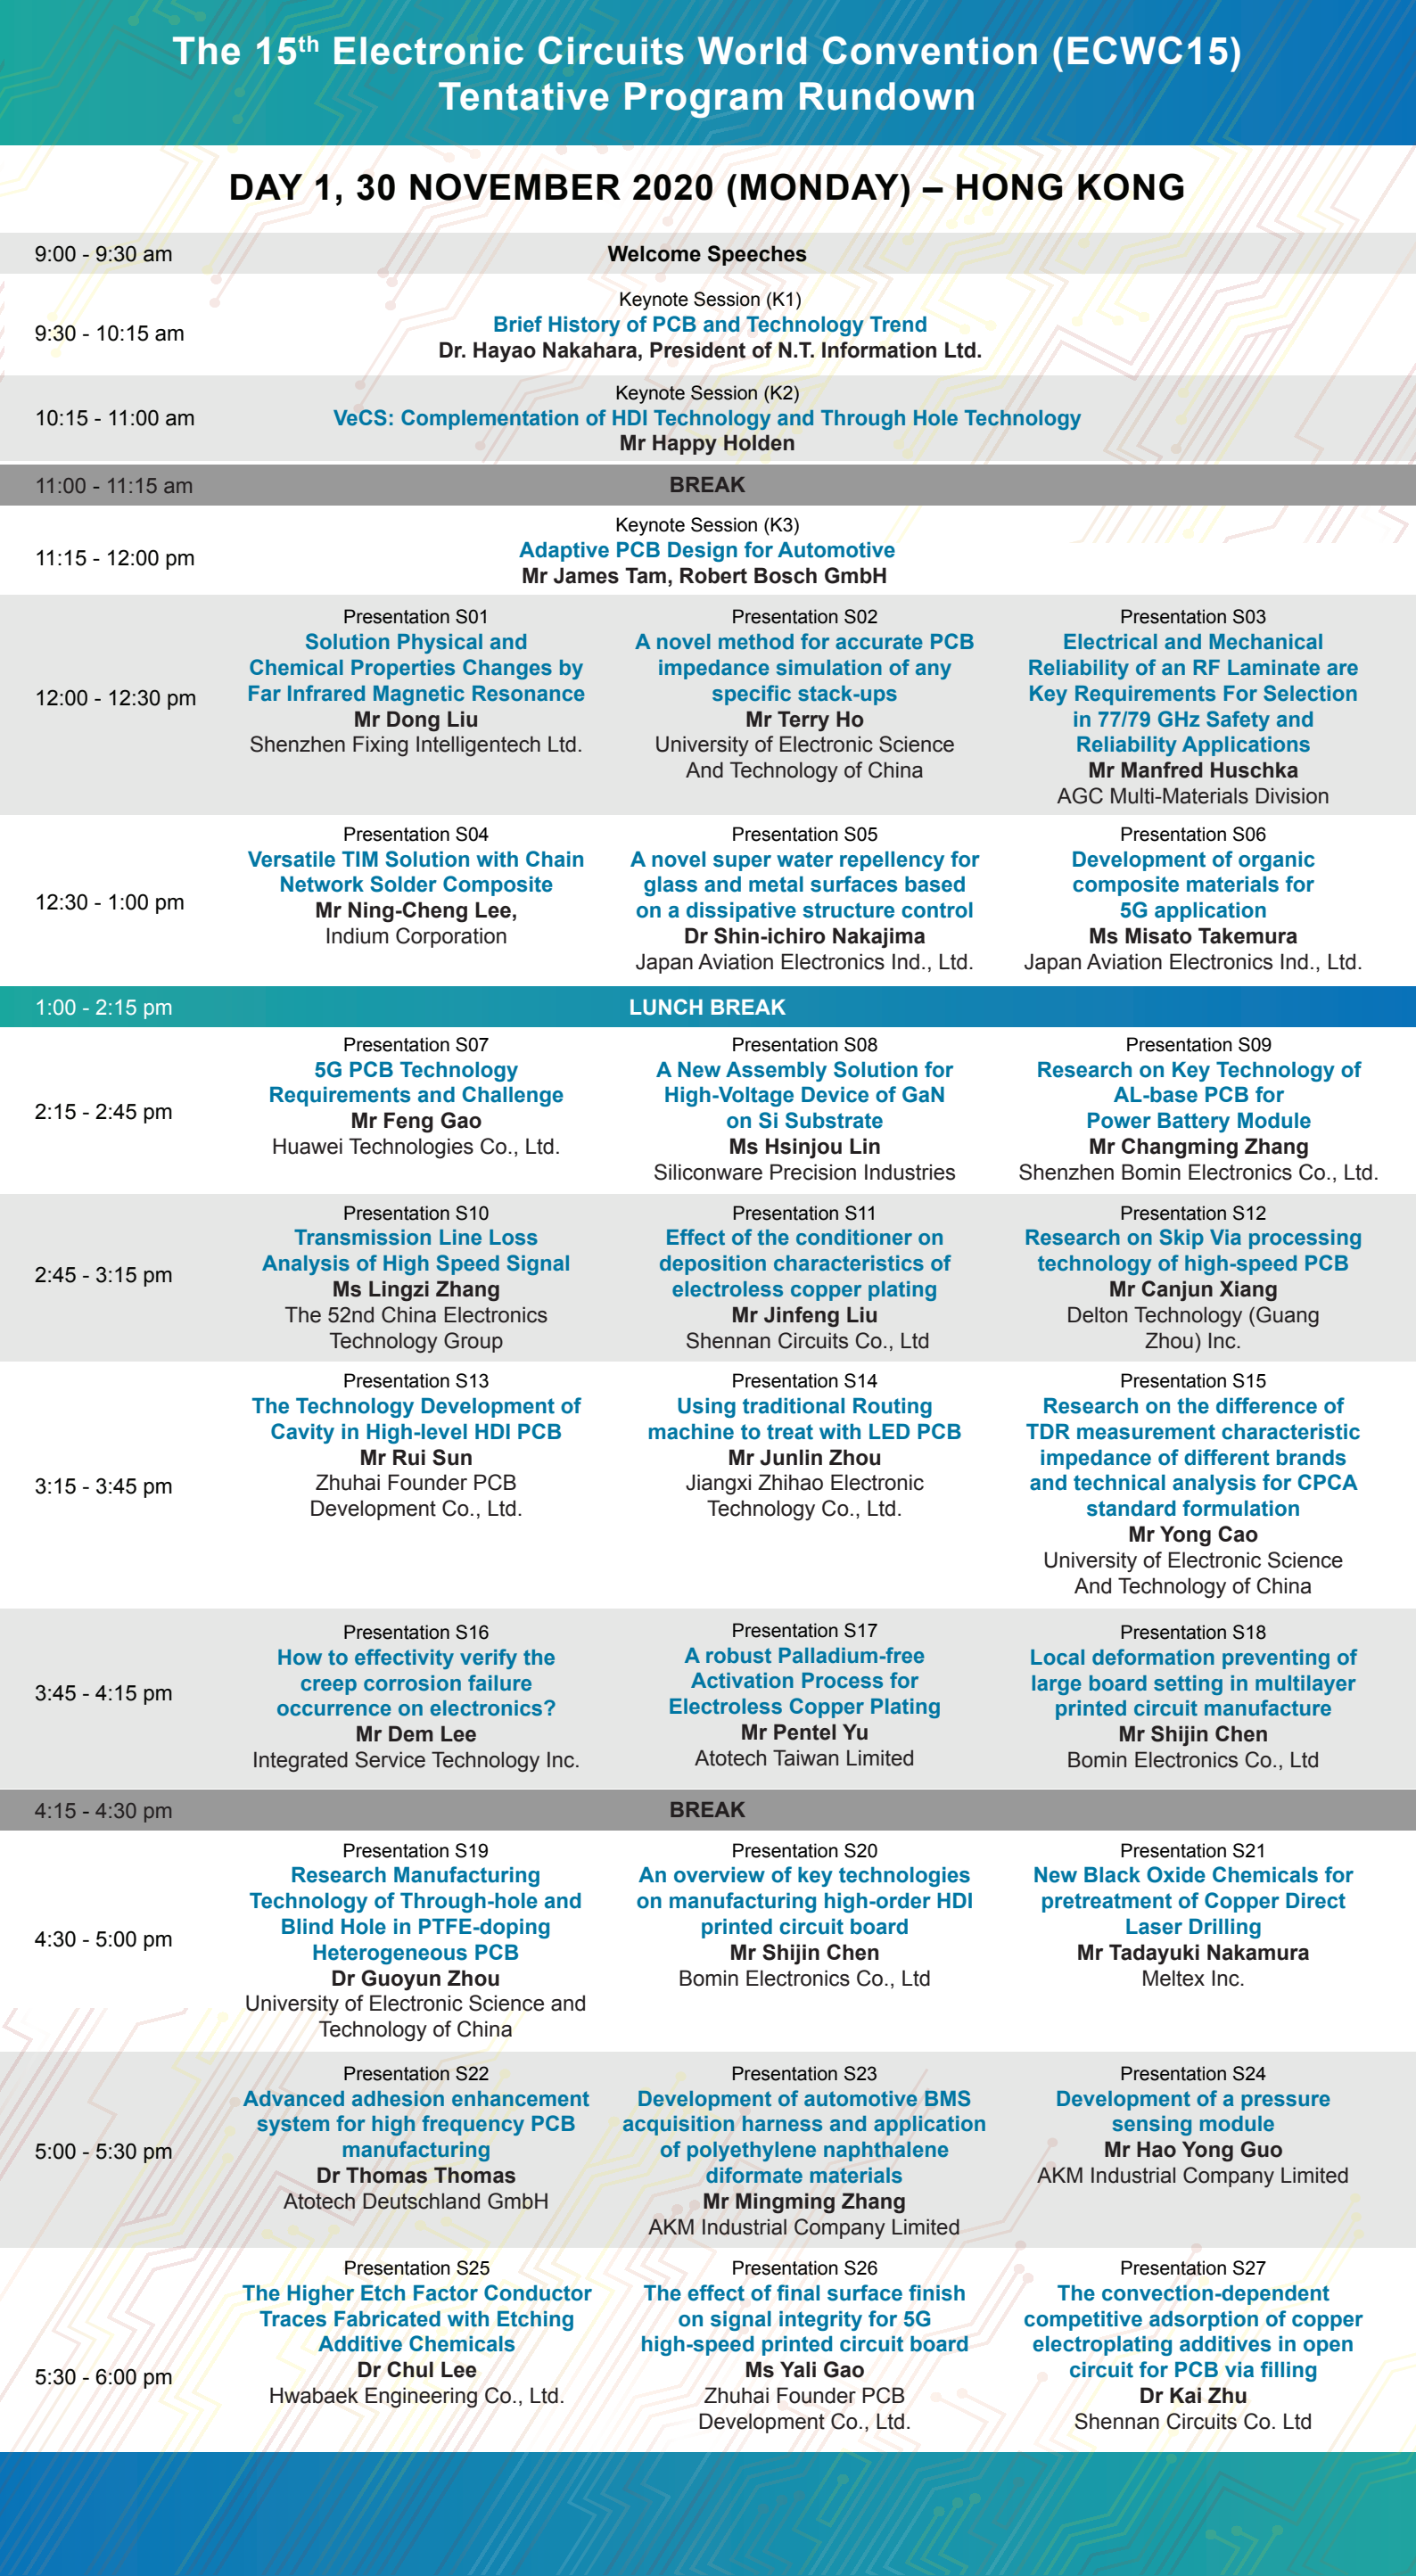 The 15th Electronic Circuits World Convention (ECWC15)
Tentative Program Rundown
DAY 1, 30 NOVEMBER 2020 (MONDAY) – HONG KONG
9:00 - 9:30 am
Welcome Speeches
9:30 - 10:15 am
Keynote Session (K1)
Brief History of PCB and Technology Trend
Dr. Hayao Nakahara, President of N.T. Information Ltd.
10:15 - 11:00 am
Keynote Session (K2)
VeCS: Complementation of HDI Technology and Through Hole Technology
Mr Happy Holden
11:00 - 11:15 am
BREAK
11:15 - 12:00 pm
Keynote Session (K3)
Adaptive PCB Design for Automotive
Mr James Tam, Robert Bosch GmbH
12:00 - 12:30 pm
Presentation S01
Solution Physical and
Chemical Properties Changes by
Far Infrared Magnetic Resonance
Mr Dong Liu
Shenzhen Fixing Intelligentech Ltd.
Presentation S02
A novel method for accurate PCB
impedance simulation of any
specific stack-ups
Mr Terry Ho
University of Electronic Science
And Technology of China
Presentation S03
Electrical and Mechanical
Reliability of an RF Laminate are
Key Requirements For Selection
in 77/79 GHz Safety and
Reliability Applications
Mr Manfred Huschka
AGC Multi-Materials Division
12:30 - 1:00 pm
Presentation S04
Versatile TIM Solution with Chain
Network Solder Composite
Mr Ning-Cheng Lee,
Indium Corporation
Presentation S05
A novel super water repellency for
glass and metal surfaces based
on a dissipative structure control
Dr Shin-ichiro Nakajima
Japan Aviation Electronics Ind., Ltd.
Presentation S06
Development of organic
composite materials for
5G application
Ms Misato Takemura
Japan Aviation Electronics Ind., Ltd.
1:00 - 2:15 pm
LUNCH BREAK
2:15 - 2:45 pm
Presentation S07
5G PCB Technology
Requirements and Challenge
Mr Feng Gao
Huawei Technologies Co., Ltd.
Presentation S08
A New Assembly Solution for
High-Voltage Device of GaN
on Si Substrate
Ms Hsinjou Lin
Siliconware Precision Industries
Presentation S09
Research on Key Technology of
AL-base PCB for
Power Battery Module
Mr Changming Zhang
Shenzhen Bomin Electronics Co., Ltd.
2:45 - 3:15 pm
Presentation S10
Transmission Line Loss
Analysis of High Speed Signal
Ms Lingzi Zhang
The 52nd China Electronics
Technology Group
Presentation S11
Effect of the conditioner on
deposition characteristics of
electroless copper plating
Mr Jinfeng Liu
Shennan Circuits Co., Ltd
Presentation S12
Research on Skip Via processing
technology of high-speed PCB
Mr Canjun Xiang
Delton Technology (Guang
Zhou) Inc.
3:15 - 3:45 pm
Presentation S13
The Technology Development of
Cavity in High-level HDI PCB
Mr Rui Sun
Zhuhai Founder PCB
Development Co., Ltd.
Presentation S14
Using traditional Routing
machine to treat with LED PCB
Mr Junlin Zhou
Jiangxi Zhihao Electronic
Technology Co., Ltd.
Presentation S15
Research on the difference of
TDR measurement characteristic
impedance of different brands
and technical analysis for CPCA
standard formulation
Mr Yong Cao
University of Electronic Science
And Technology of China
3:45 - 4:15 pm
Presentation S16
How to effectivity verify the
creep corrosion failure
occurrence on electronics?
Mr Dem Lee
Integrated Service Technology Inc.
Presentation S17
A robust Palladium-free
Activation Process for
Electroless Copper Plating
Mr Pentel Yu
Atotech Taiwan Limited
Presentation S18
Local deformation preventing of
large board setting in multilayer
printed circuit manufacture
Mr Shijin Chen
Bomin Electronics Co., Ltd
4:15 - 4:30 pm
BREAK
4:30 - 5:00 pm
Presentation S19
Research Manufacturing
Technology of Through-hole and
Blind Hole in PTFE-doping
Heterogeneous PCB
Dr Guoyun Zhou
University of Electronic Science and
Technology of China
Presentation S20
An overview of key technologies
on manufacturing high-order HDI
printed circuit board
Mr Shijin Chen
Bomin Electronics Co., Ltd
Presentation S21
New Black Oxide Chemicals for
pretreatment of Copper Direct
Laser Drilling
Mr Tadayuki Nakamura
Meltex Inc.
5:00 - 5:30 pm
Presentation S22
Advanced adhesion enhancement
system for high frequency PCB
manufacturing
Dr Thomas Thomas
Atotech Deutschland GmbH
Presentation S23
Development of automotive BMS
acquisition harness and application
of polyethylene naphthalene
diformate materials
Mr Mingming Zhang
AKM Industrial Company Limited
Presentation S24
Development of a pressure
sensing module
Mr Hao Yong Guo
AKM Industrial Company Limited
5:30 - 6:00 pm
Presentation S25
The Higher Etch Factor Conductor
Traces Fabricated with Etching
Additive Chemicals
Dr Chul Lee
Hwabaek Engineering Co., Ltd.
Presentation S26
The effect of final surface finish
on signal integrity for 5G
high-speed printed circuit board
Ms Yali Gao
Zhuhai Founder PCB
Development Co., Ltd.
Presentation S27
The convection-dependent
competitive adsorption of copper
electroplating additives in open
circuit for PCB via filling
Dr Kai Zhu
Shennan Circuits Co. Ltd